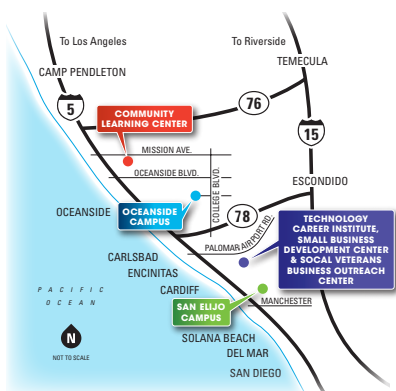 To Los Angeles
To Riverside
CAMP PENDLETON
TEMECULA
5
76
15
COMMUNITY
LEARNING CENTER
MISSION AVE.
OCEANSIDE BLVD.
COLLEGE BLVD.
ESCONDIDO
OCEANSIDE
OCEANSIDE
CAMPUS
78
PALOMAR AIRPORT RD.
TECHNOLOGY
CAREER INSTITUTE,
SMALL BUSINESS
DEVELOPMENT CENTER
& SOCAL VETERANS
BUSINESS OUTREACH
CENTER
CARLSBAD
ENCINITAS
CARDIFF
PACIFIC
OCEAN
SAN ELIJO
CAMPUS
MANCHESTER
N
NOT TO SCALE
SOLANA BEACH
DEL MAR
SAN DIEGO